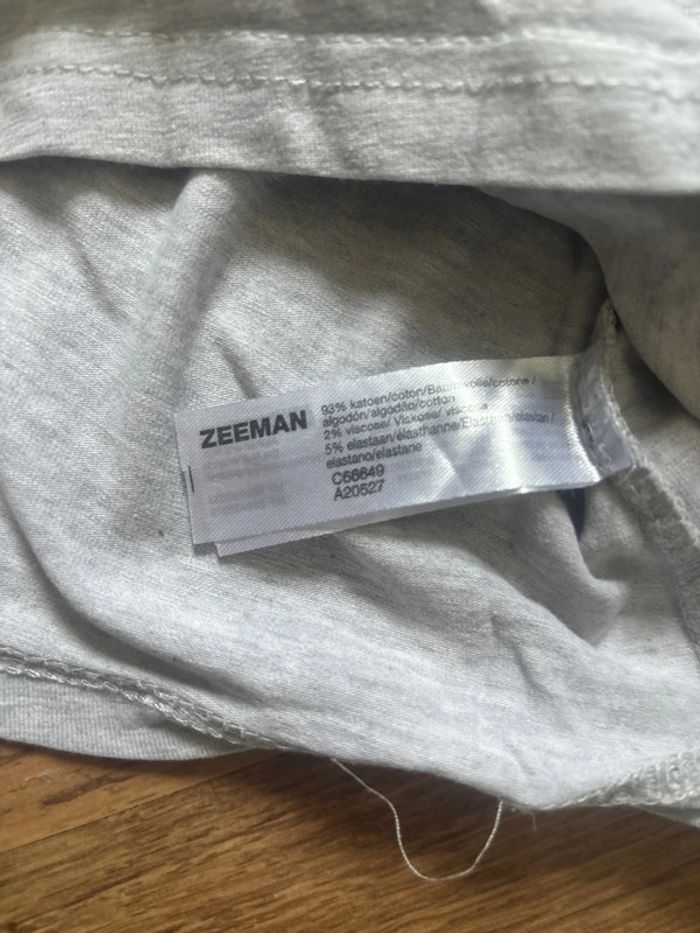 ZEEMAN
93% katoen/coton/Baumwolle/cotone /
algodón/algodão/cotton
2% viscose/ Viskose/ viscosa
5% elastaan/élasthanne/Elasthan/elastan /
elastano/elastane
C66649
A20527